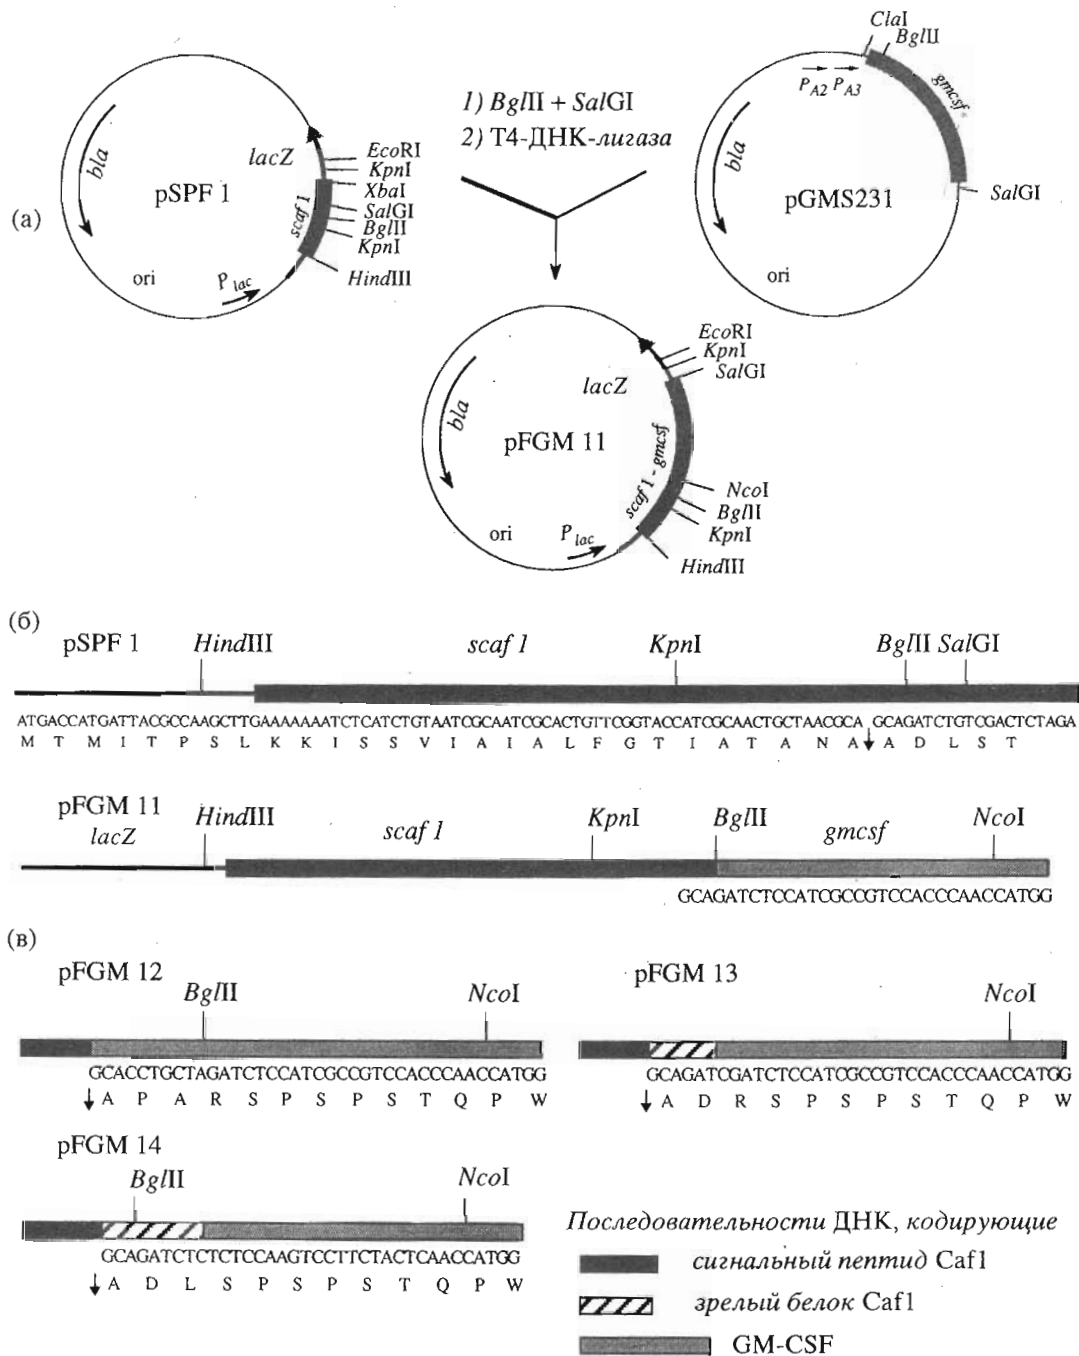 (а)
pSPF 1
bla
lacZ
ori
P lac
scaf 1
EcoRI
KpnI
XbaI
SalGI
BglII
KpnI
HindIII
1) BglII + SalGI
2) Т4-ДНК-лигаза
pGMS231
bla
ori
PA2 PA3
ClaI
BglII
gmcsf
SalGI
pFGM 11
bla
lacZ
ori
P lac
scaf 1 - gmcsf
EcoRI
KpnI
SalGI
NcoI
BglII
KpnI
HindIII
(б)
pSPF 1 HindIII scaf 1 KpnI BglII SalGI
ATGACCATGATTACGCCAAGCTTGAAAAAAATCTCATCTGTAATCGCAATCGCACTGTTCGGTACCATCGCAACTGCTAACGCA GCAGATCTGTCGACTCTAGA
M T M I T P S L K K I S S V I A I A L F G T I A T A N A A D L S T
pFGM 11
lacZ HindIII scaf 1 KpnI BglII gmcsf NcoI
GCAGATCTCCATCGCCGTCCACCCAACCATGG
(в)
pFGM 12
BglII NcoI
GCACCTGCTAGATCTCCATCGCCGTCCACCCAACCATGG
A P A R S P S P S T Q P W
pFGM 13
NcoI
GCAGATCGATCTCCATCGCCGTCCACCCAACCATGG
A D R S P S P S T Q P W
pFGM 14
BglII NcoI
GCAGATCTCTCTCCAAGTCCTTCTACTCAACCATGG
A D L S P S P S T Q P W
Последовательности ДНК, кодирующие
сигнальный пептид Caf1
зрелый белок Caf1
GM-CSF